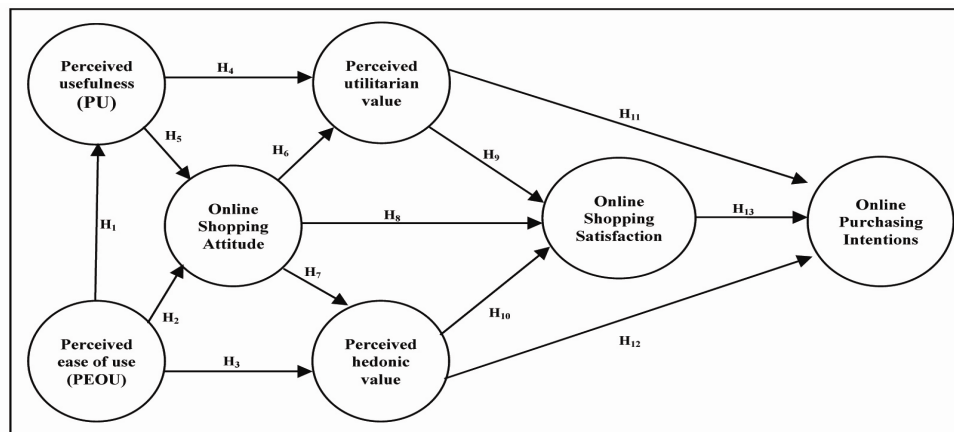 Perceived
usefulness
(PU)
H4
Perceived
utilitarian
value
H11
H5
H6
H9
H1
Online
Shopping
Attitude
H8
Online
Shopping
Satisfaction
H13
Online
Purchasing
Intentions
H7
H2
H10
Perceived
ease of use
(PEOU)
H3
Perceived
hedonic
value
H12